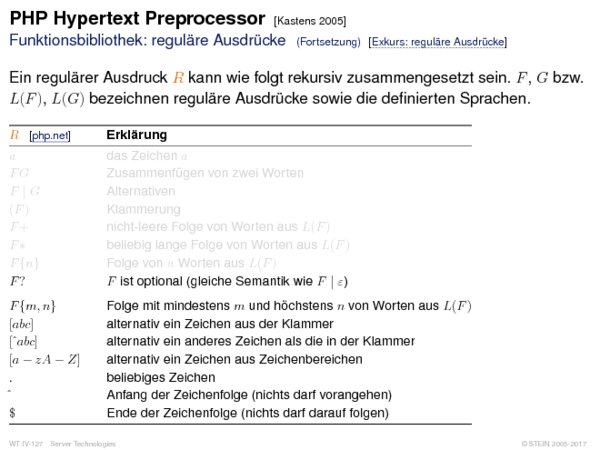 PHP Hypertext Preprocessor [Kastens 2005]
Funktionsbibliothek: reguläre Ausdrücke (Fortsetzung) [Exkurs: reguläre Ausdrücke]
Ein regulärer Ausdruck R kann wie folgt rekursiv zusammengesetzt sein. F, G bzw.
L(F), L(G) bezeichnen reguläre Ausdrücke sowie die definierten Sprachen.
R [php.net] Erklärung
a das Zeichen a
FG Zusammenfügen von zwei Worten
F | G Alternativen
(F) Klammerung
F+ nicht-leere Folge von Worten aus L(F)
F* beliebig lange Folge von Worten aus L(F)
F{n} Folge von n Worten aus L(F)
F? F ist optional (gleiche Semantik wie F | ε)
F{m, n} Folge mit mindestens m und höchstens n von Worten aus L(F)
[abc] alternativ ein Zeichen aus der Klammer
[^abc] alternativ ein anderes Zeichen als die in der Klammer
[a − zA − Z] alternativ ein Zeichen aus Zeichenbereichen
. beliebiges Zeichen
^ Anfang der Zeichenfolge (nichts darf vorangehen)
$ Ende der Zeichenfolge (nichts darf darauf folgen)
WT:IV-127 Server Technologies © STEIN 2005-2017